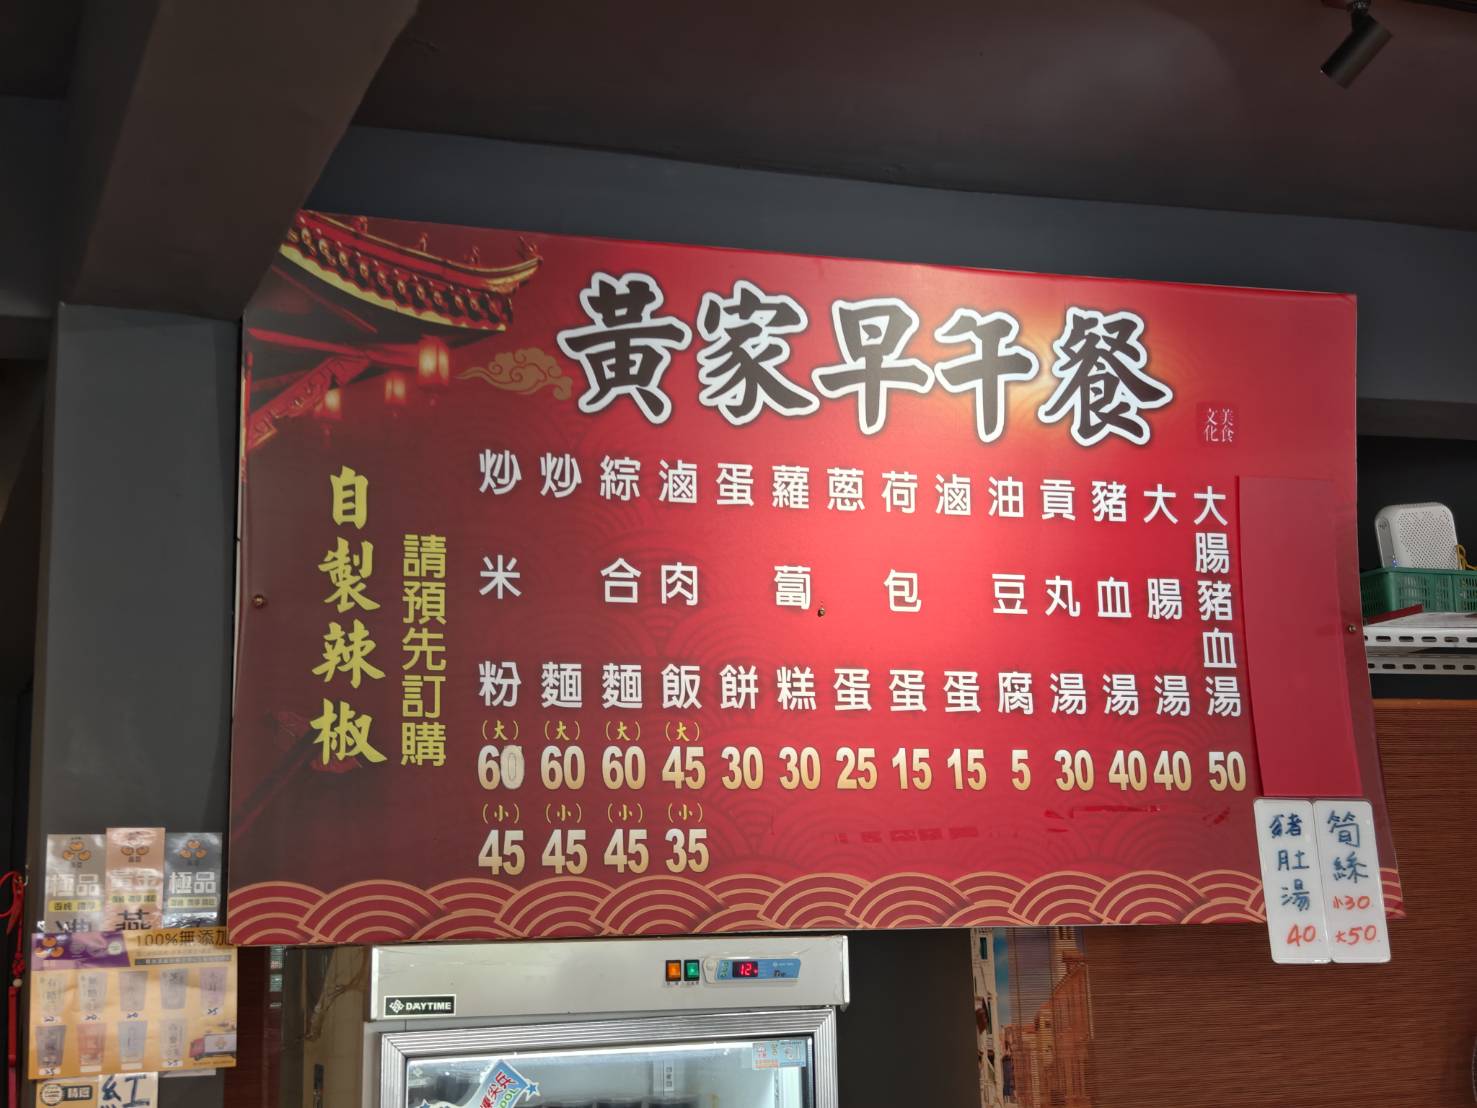 黃家早午餐
美食
文化
自製辣椒
請預先訂購
炒米粉 (大) 60 (小) 45
炒麵 (大) 60 (小) 45
綜合麵 (大) 60 (小) 45
滷肉飯 (大) 45 (小) 35
蛋餅 30
蘿蔔糕 30
蔥蛋 25
荷包蛋 15
滷蛋 15
油豆腐 5
貢丸湯 30
豬血湯 40
大腸湯 40
大腸豬血湯 50
豬肚湯 40.
筍絲 小30. 大50.
極品
極品
100%無添加
DAYTIME
紅